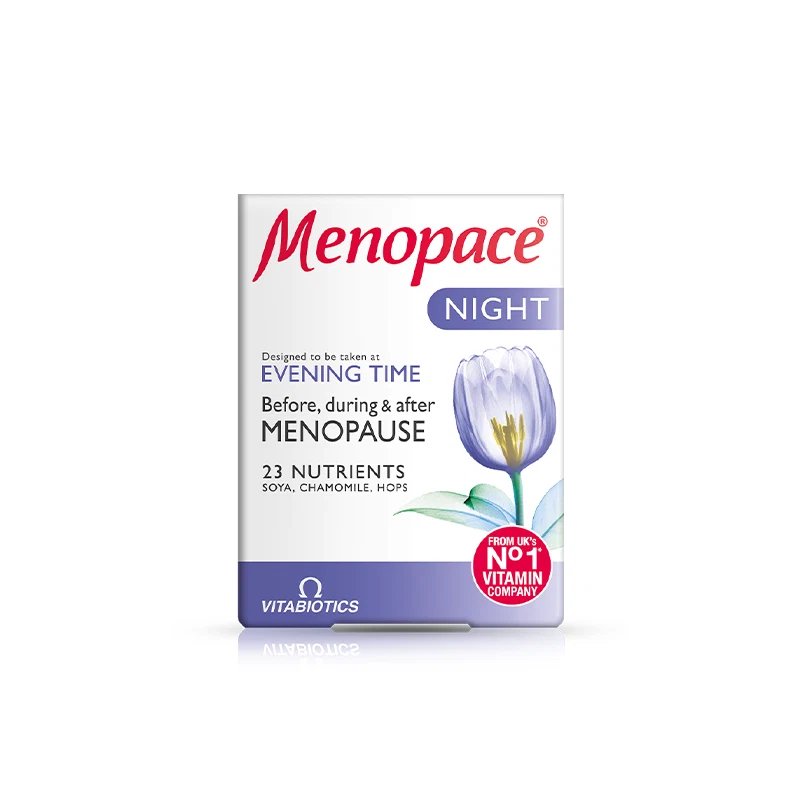 Menopace®
NIGHT
Designed to be taken at
EVENING TIME
Before, during & after
MENOPAUSE
23 NUTRIENTS
SOYA, CHAMOMILE, HOPS
FROM UK's
Nº1*
VITAMIN
COMPANY
VITABIOTICS
VITABIOTICS